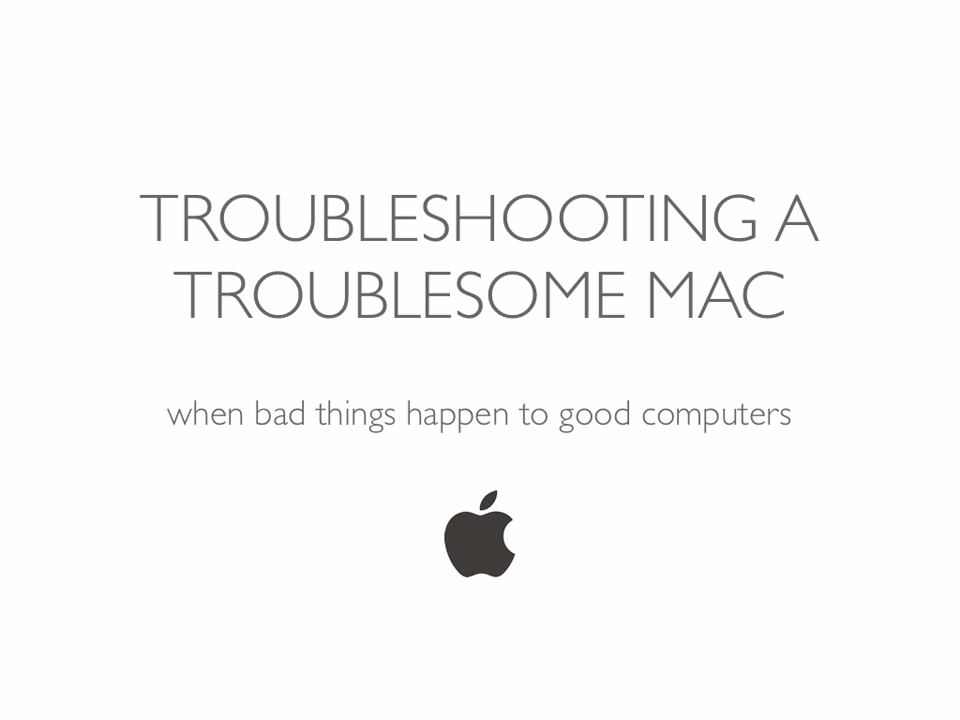 TROUBLESHOOTING A
TROUBLESOME MAC
when bad things happen to good computers